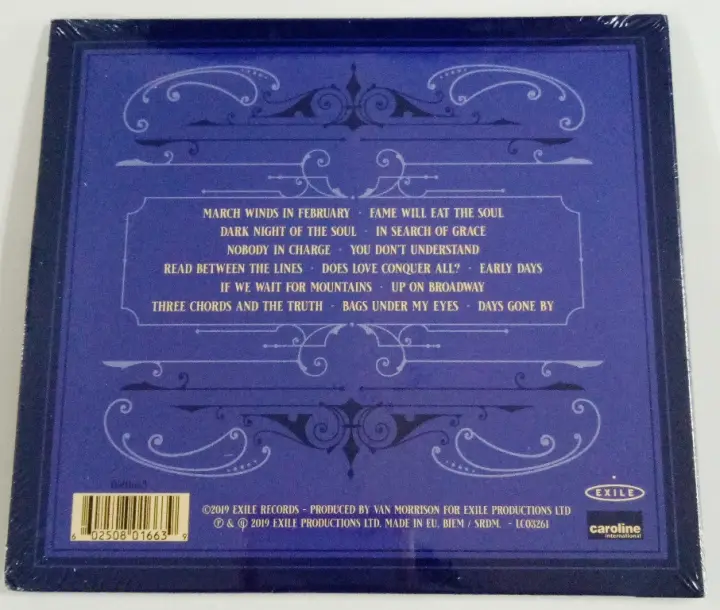 MARCH WINDS IN FEBRUARY · FAME WILL EAT THE SOUL
DARK NIGHT OF THE SOUL · IN SEARCH OF GRACE
NOBODY IN CHARGE · YOU DON'T UNDERSTAND
READ BETWEEN THE LINES · DOES LOVE CONQUER ALL? · EARLY DAYS
IF WE WAIT FOR MOUNTAINS · UP ON BROADWAY
THREE CHORDS AND THE TRUTH · BAGS UNDER MY EYES · DAYS GONE BY
©2019 EXILE RECORDS - PRODUCED BY VAN MORRISON FOR EXILE PRODUCTIONS LTD
℗ & © 2019 EXILE PRODUCTIONS LTD. MADE IN EU. BIEM / SRDM. - LC03261
6 02508 01663 9
EXILE
caroline
international